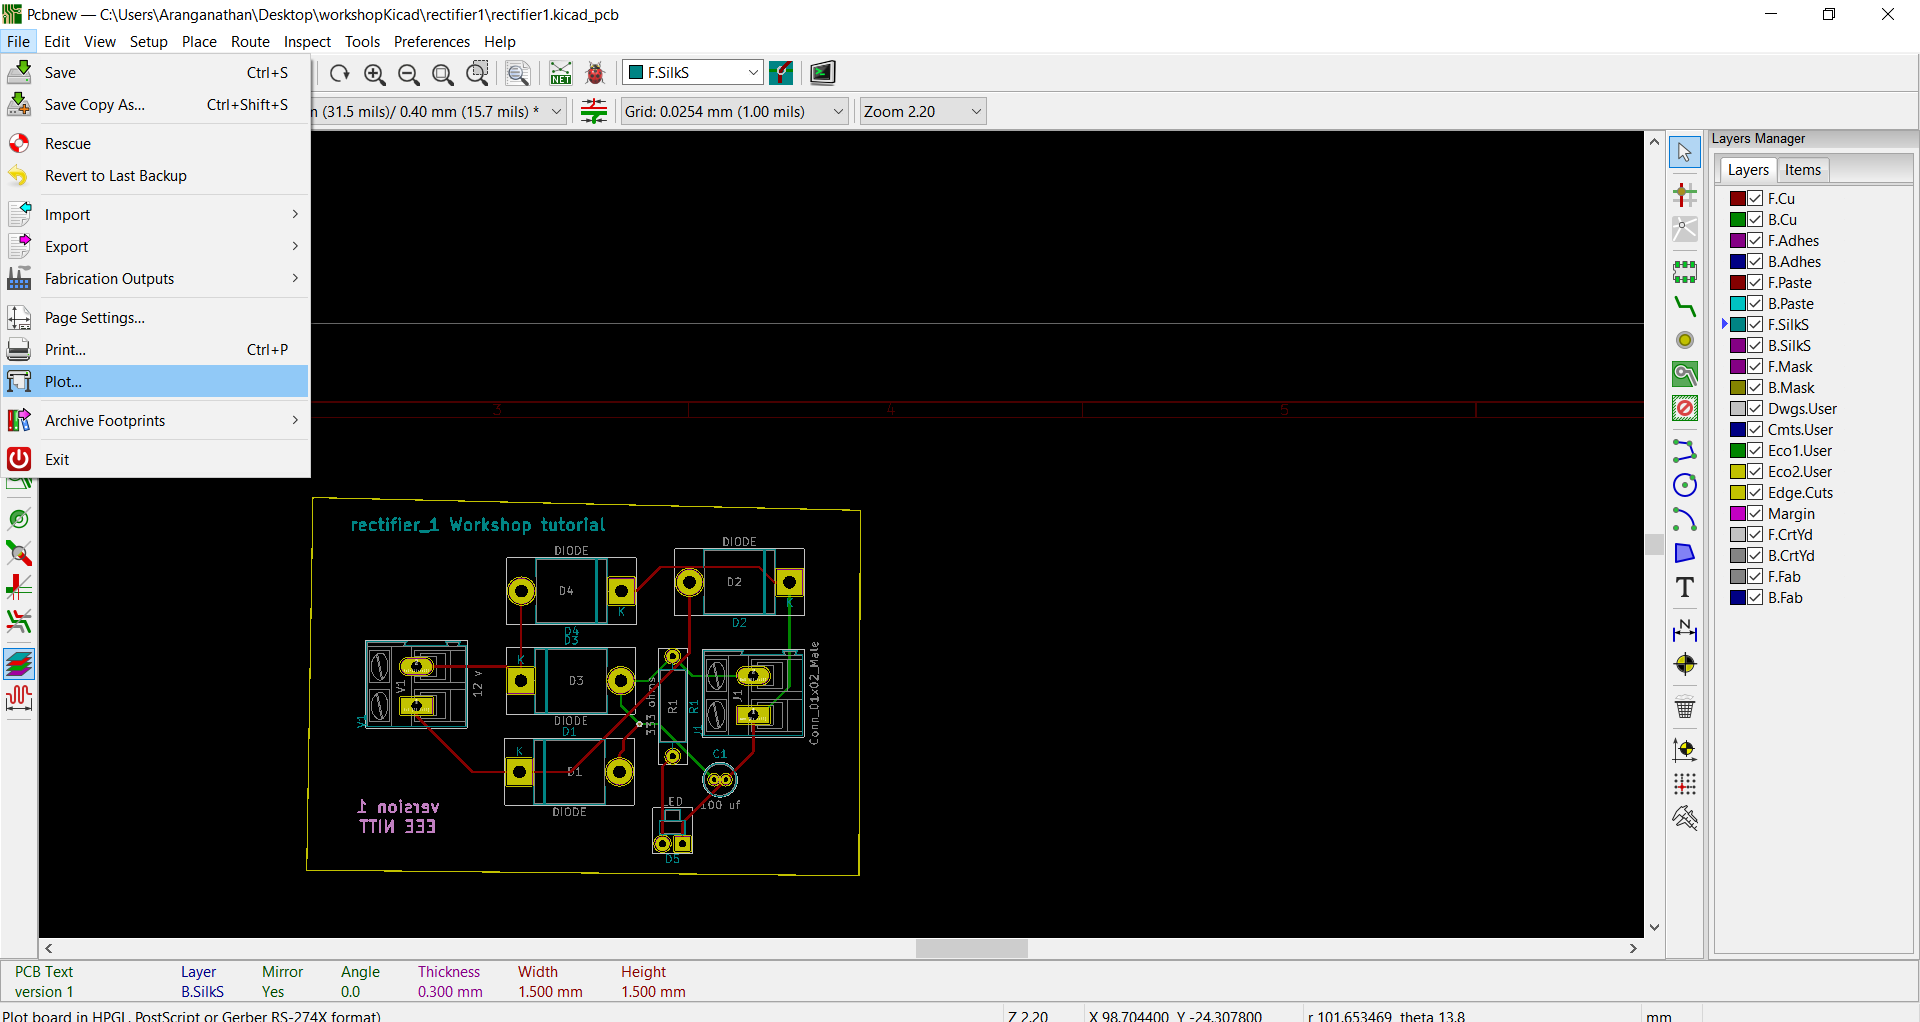 Pcbnew — C:\Users\Aranganathan\Desktop\workshopKicad\rectifier1\rectifier1.kicad_pcb
File Edit View Setup Place Route Inspect Tools Preferences Help
Save Ctrl+S
Save Copy As... Ctrl+Shift+S
Rescue
Revert to Last Backup
Import
Export
Fabrication Outputs
Page Settings...
Print... Ctrl+P
Plot...
Archive Footprints
Exit
NET
F.SilkS
(31.5 mils)/ 0.40 mm (15.7 mils) *
Grid: 0.0254 mm (1.00 mils)
Zoom 2.20
3 4 5
rectifier_1 Workshop tutorial
DIODE
D4
K
D4
DIODE
D2
K
D2
D3
K
D3
DIODE
V1
V1
12 v
D1
K
D1
DIODE
333 ohms
R1
R1
J1
J1
Conn_01x02_Male
C1
100 uf
LED
D5
version 1
EEE NITT
Layers Manager
Layers Items
F.Cu
B.Cu
F.Adhes
B.Adhes
F.Paste
B.Paste
F.SilkS
B.SilkS
F.Mask
B.Mask
Dwgs.User
Cmts.User
Eco1.User
Eco2.User
Edge.Cuts
Margin
F.CrtYd
B.CrtYd
F.Fab
B.Fab
T
N
PCB Text Layer Mirror Angle Thickness Width Height
version 1 B.SilkS Yes 0.0 0.300 mm 1.500 mm 1.500 mm
Plot board in HPGL, PostScript or Gerber RS-274X format) Z 2.20 X 98.704400 Y -24.307800 r 101.653469 theta 13.8 mm